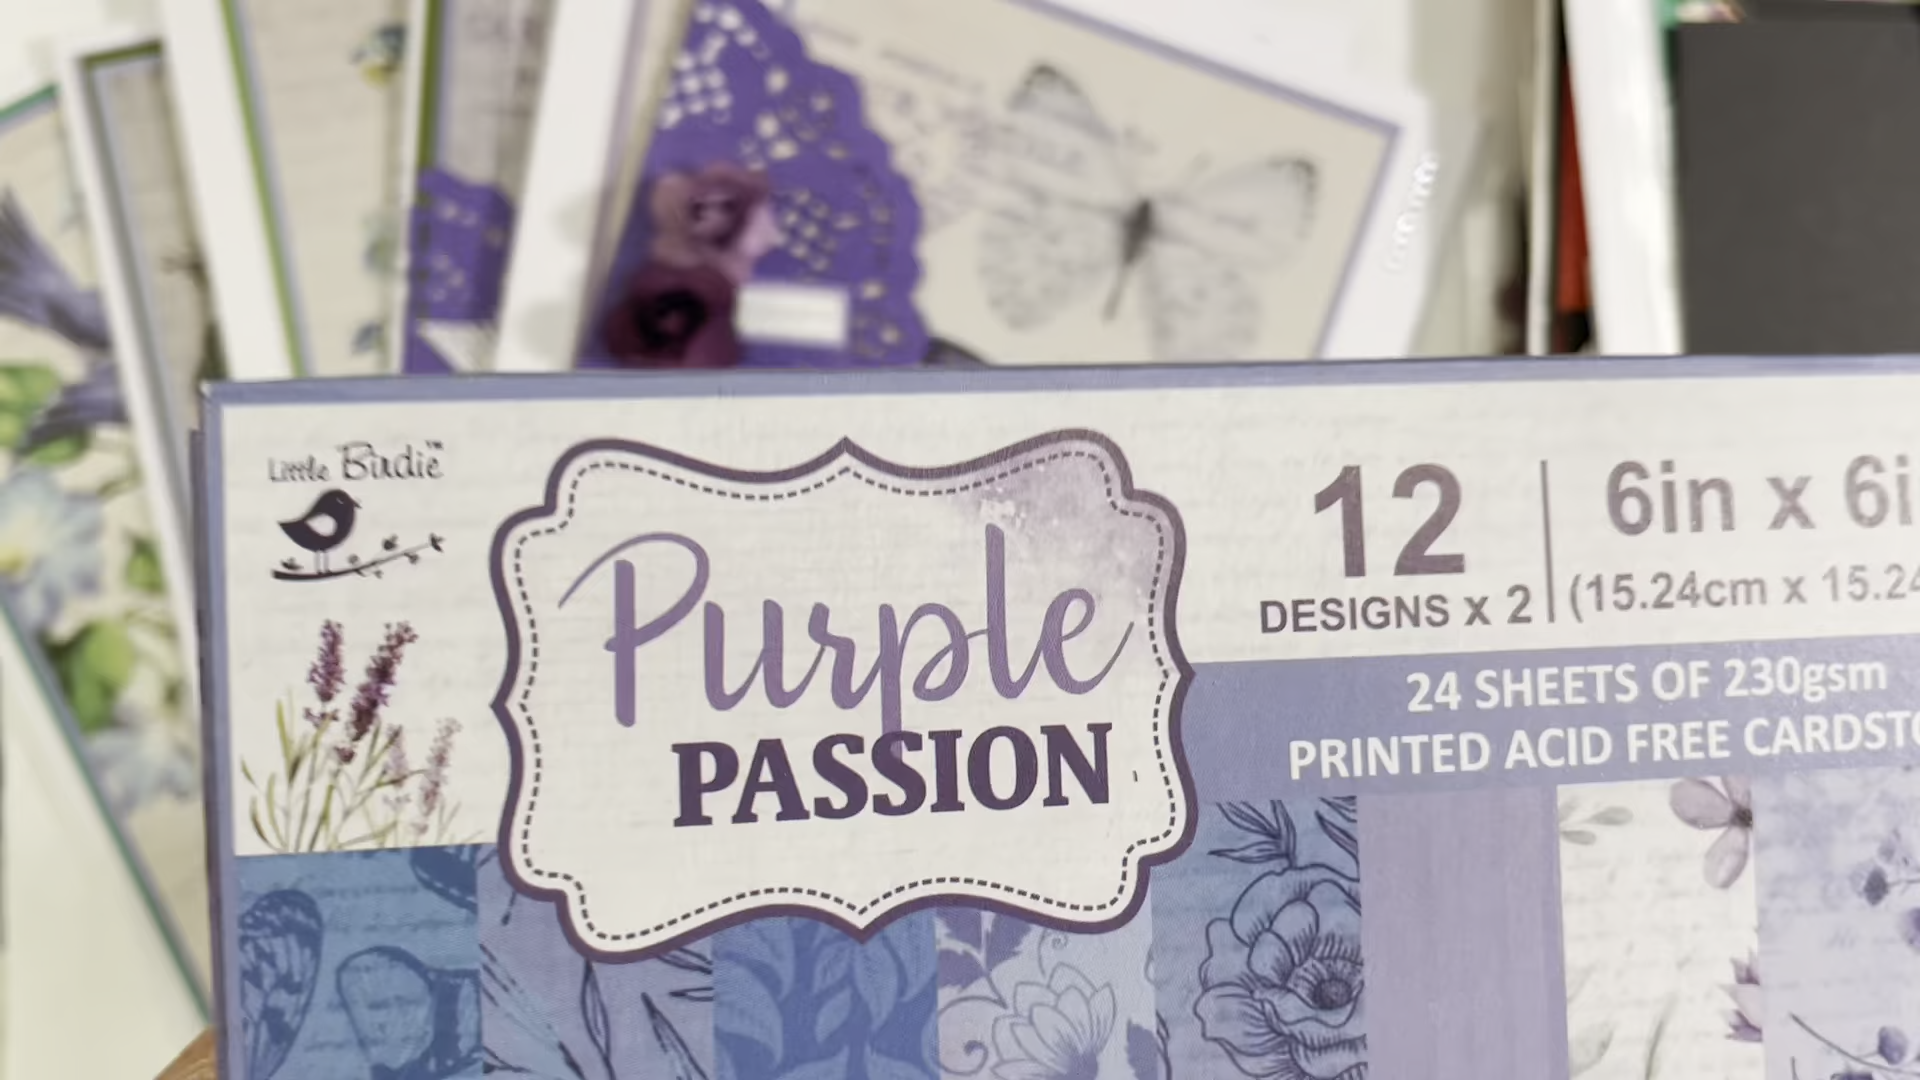 Little Birdie™
Purple
PASSION
12
DESIGNS x 2
6in x 6i
(15.24cm x 15.24
24 SHEETS OF 230gsm
PRINTED ACID FREE CARDSTO